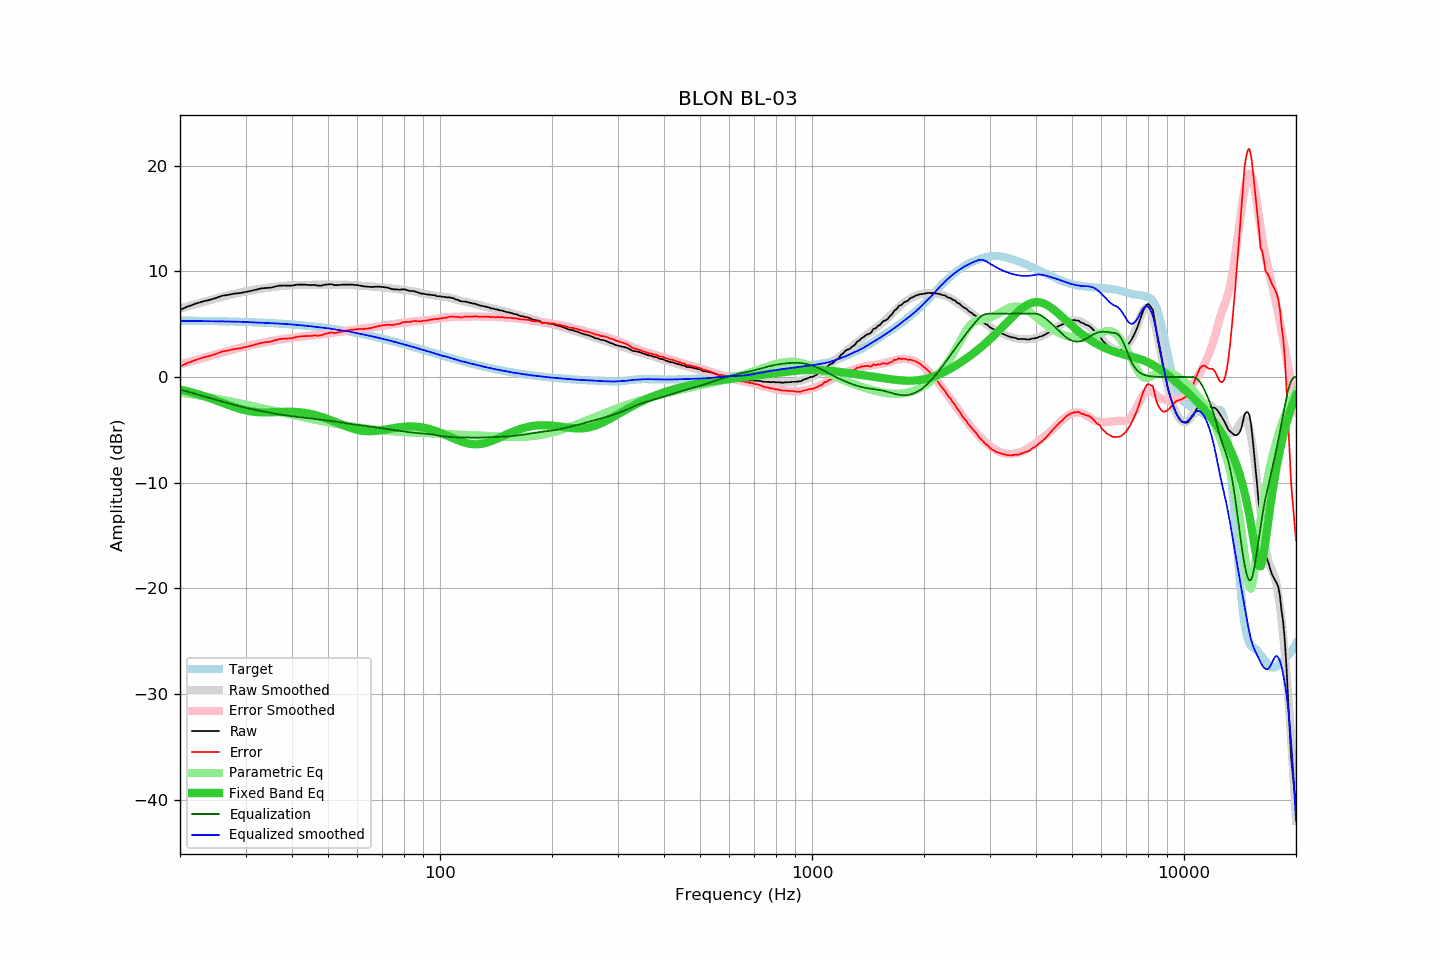 BLON BL-03
20
10
0
−10
−20
−30
−40
Amplitude (dBr)
Target
Raw Smoothed
Error Smoothed
Raw
Error
Parametric Eq
Fixed Band Eq
Equalization
Equalized smoothed
100
1000
10000
Frequency (Hz)